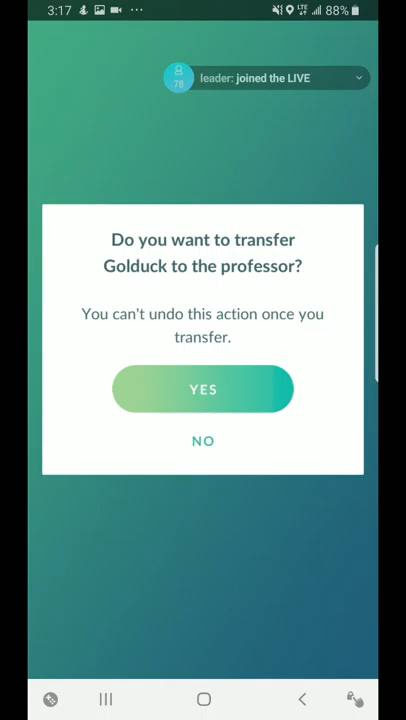 3:17
LTE
88%
leader: joined the LIVE
78
Do you want to transfer
Golduck to the professor?
You can't undo this action once you
transfer.
YES
NO